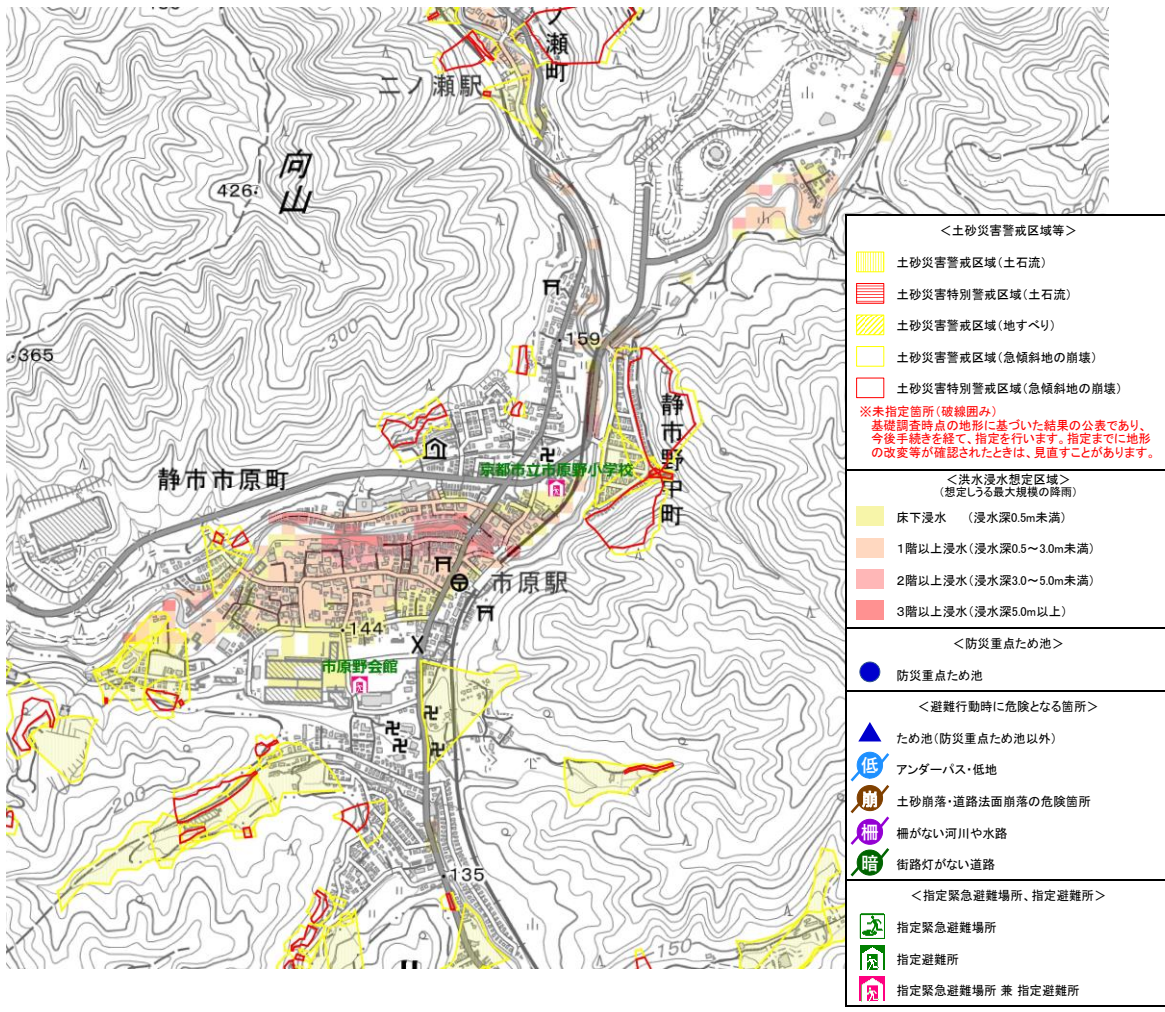 ノ瀬町
二ノ瀬駅
向山
426
365
300
159
静市野中町
静市市原町
京都市立市原野小学校
市原駅
144
市原野会館
200
135
150
<土砂災害警戒区域等>
土砂災害警戒区域(土石流)
土砂災害特別警戒区域(土石流)
土砂災害警戒区域(地すべり)
土砂災害警戒区域(急傾斜地の崩壊)
土砂災害特別警戒区域(急傾斜地の崩壊)
※未指定箇所(破線囲み)
基礎調査時点の地形に基づいた結果の公表であり、
今後手続きを経て、指定を行います。指定までに地形
の改変等が確認されたときは、見直すことがあります。
<洪水浸水想定区域>
(想定しうる最大規模の降雨)
床下浸水 (浸水深0.5m未満)
1階以上浸水(浸水深0.5~3.0m未満)
2階以上浸水(浸水深3.0~5.0m未満)
3階以上浸水(浸水深5.0m以上)
<防災重点ため池>
防災重点ため池
<避難行動時に危険となる箇所>
ため池(防災重点ため池以外)
低 アンダーパス・低地
崩 土砂崩落・道路法面崩落の危険箇所
柵 柵がない河川や水路
暗 街路灯がない道路
<指定緊急避難場所、指定避難所>
指定緊急避難場所
指定避難所
指定緊急避難場所 兼 指定避難所